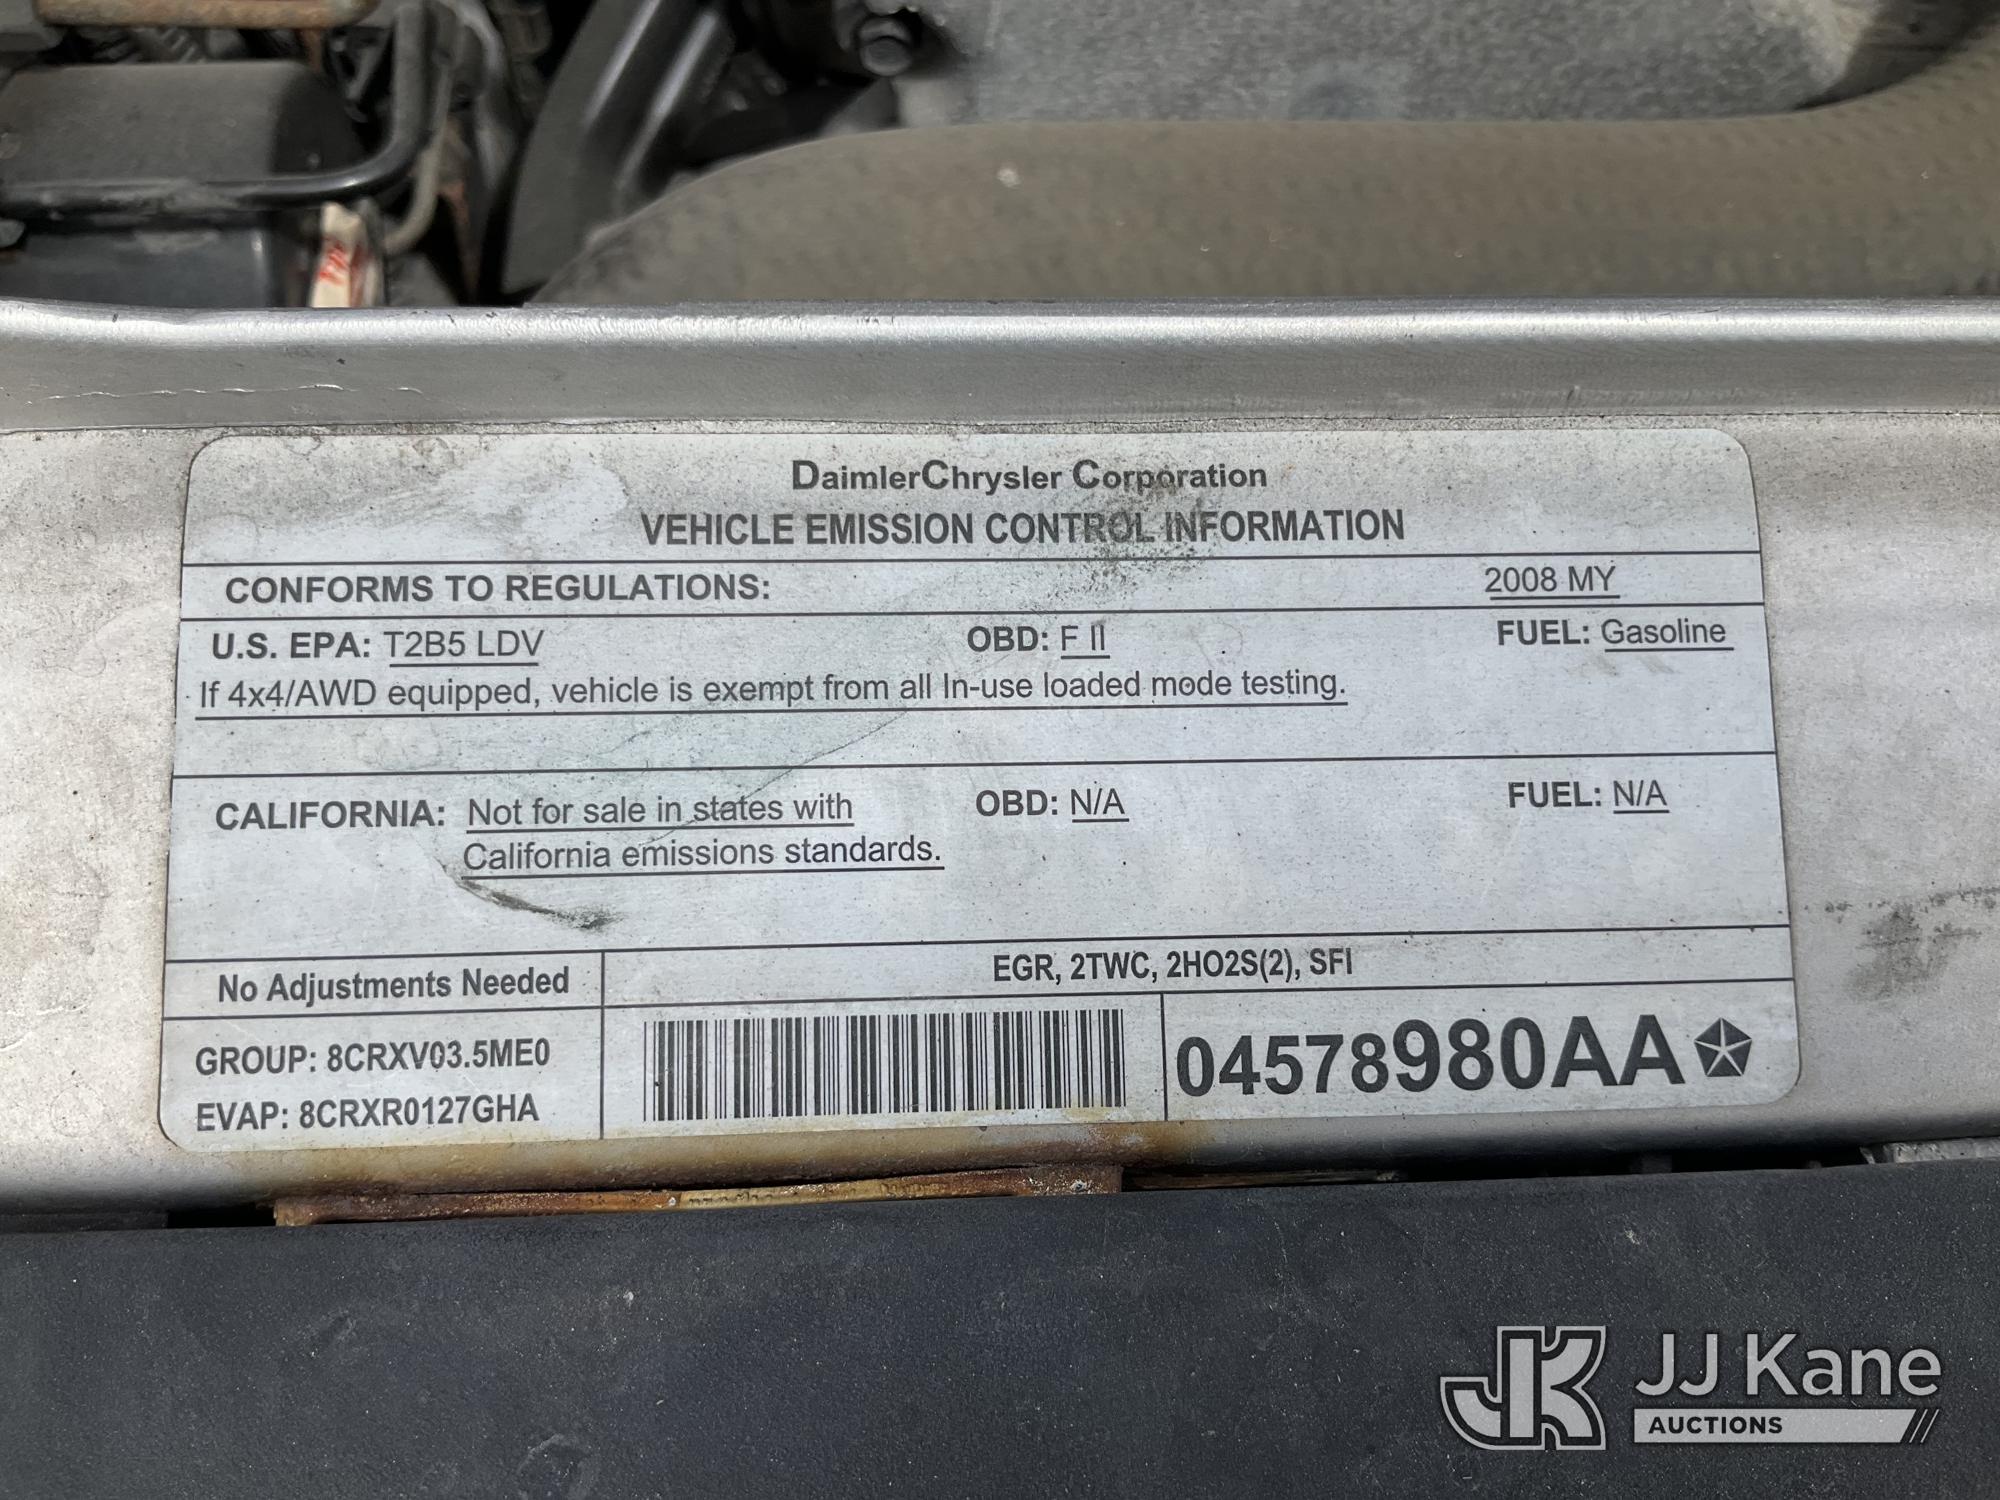 DaimlerChrysler Corporation
VEHICLE EMISSION CONTROL INFORMATION
CONFORMS TO REGULATIONS: 2008 MY
U.S. EPA: T2B5 LDV OBD: F II FUEL: Gasoline
If 4x4/AWD equipped, vehicle is exempt from all In-use loaded mode testing.
CALIFORNIA: Not for sale in states with OBD: N/A FUEL: N/A
California emissions standards.
No Adjustments Needed EGR, 2TWC, 2HO2S(2), SFI
GROUP: 8CRXV03.5ME0
EVAP: 8CRXR0127GHA
04578980AA
JK JJ Kane
AUCTIONS